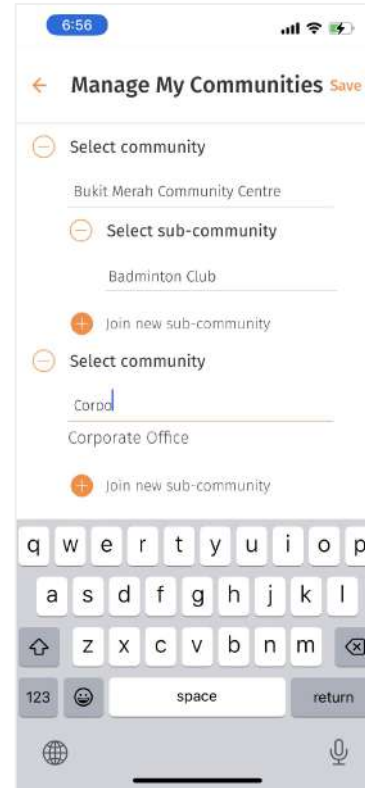 6:56
Manage My Communities Save
Select community
Bukit Merah Community Centre
Select sub-community
Badminton Club
Join new sub-community
Select community
Corpo
Corporate Office
Join new sub-community
q w e r t y u i o p
a s d f g h j k l
z x c v b n m
123 space return